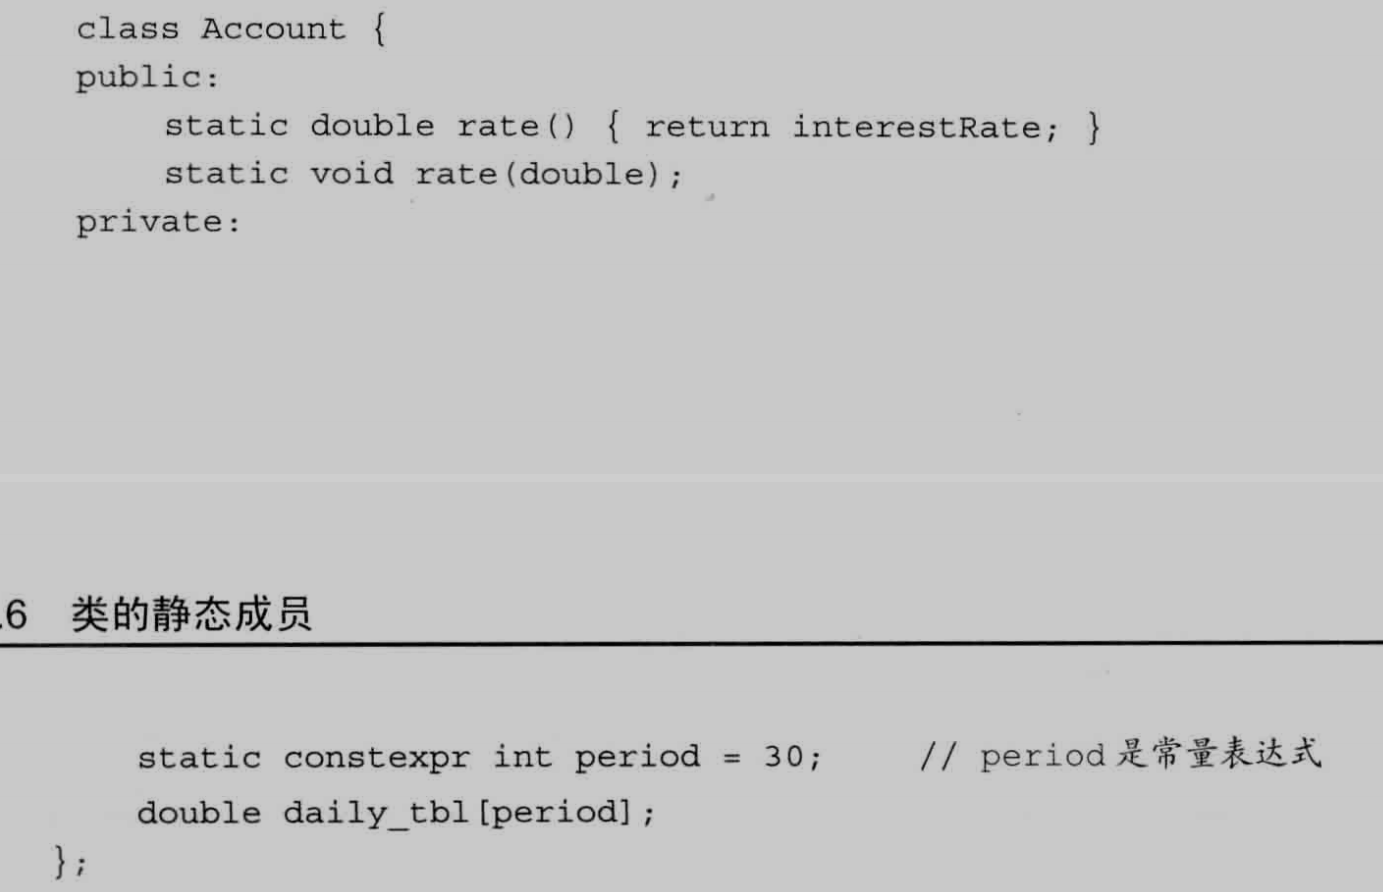 class Account {
public:
    static double rate() { return interestRate; }
    static void rate(double);
private:
.6 类的静态成员
    static constexpr int period = 30;     // period是常量表达式
    double daily_tbl[period];
};